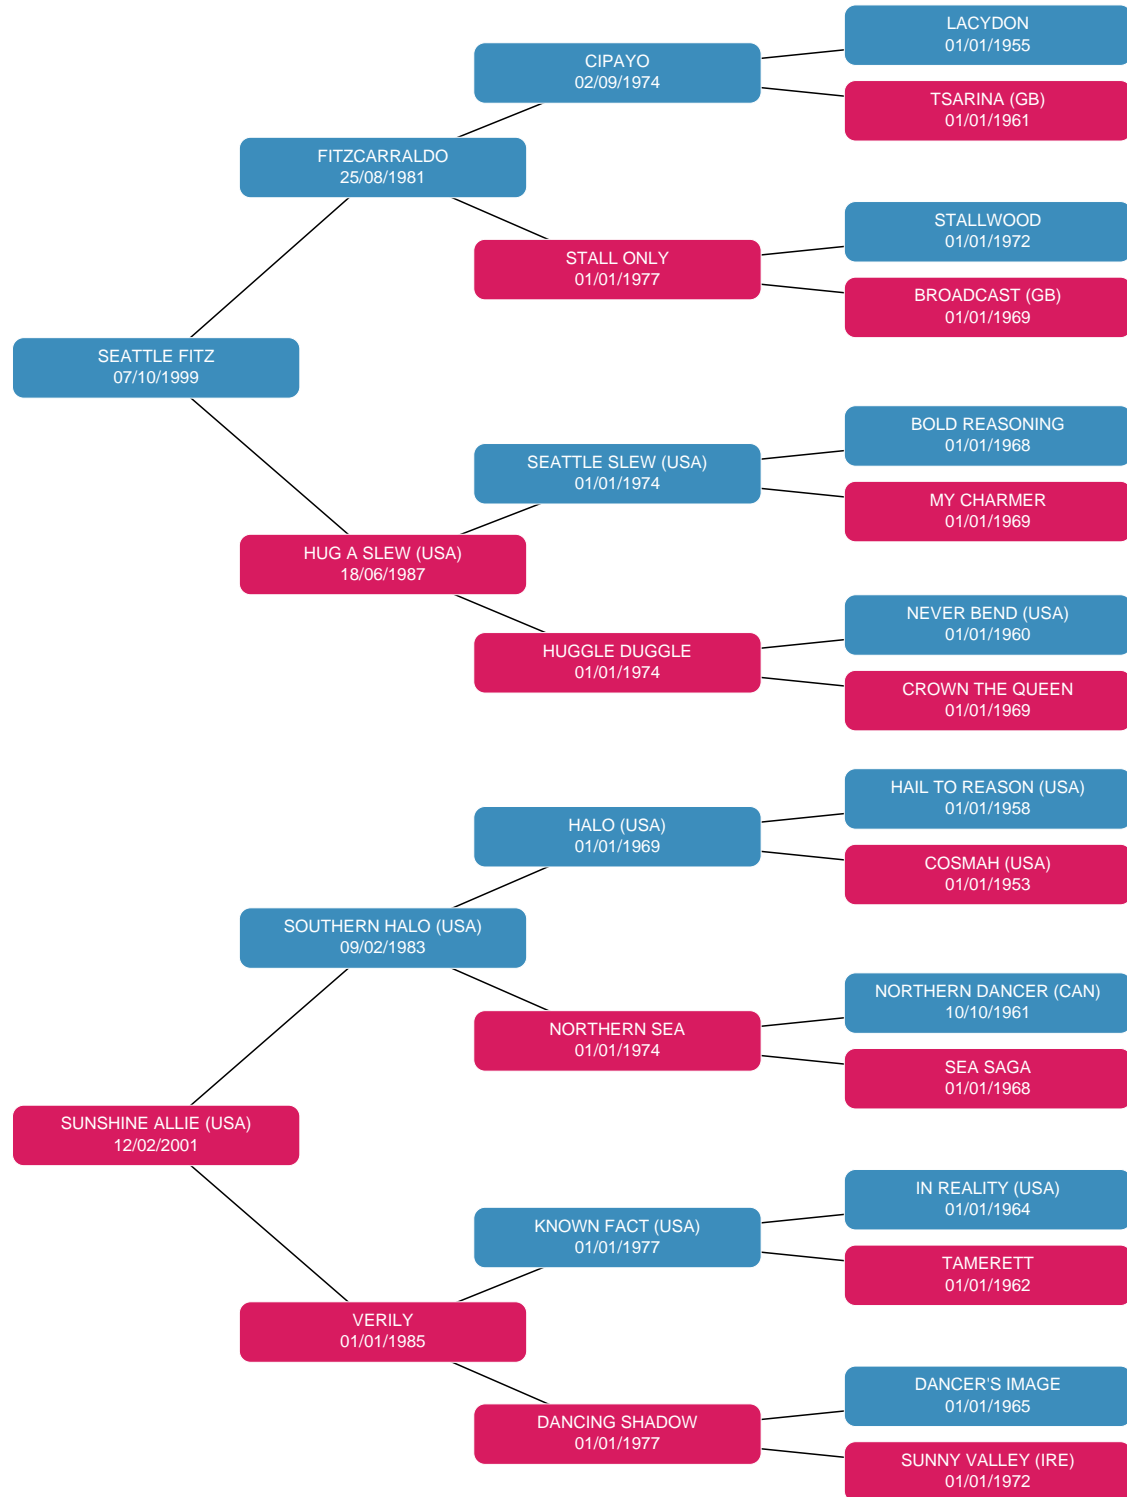 LACYDON
01/01/1955
CIPAYO
02/09/1974
TSARINA (GB)
01/01/1961
FITZCARRALDO
25/08/1981
STALLWOOD
01/01/1972
STALL ONLY
01/01/1977
BROADCAST (GB)
01/01/1969
SEATTLE FITZ
07/10/1999
BOLD REASONING
01/01/1968
SEATTLE SLEW (USA)
01/01/1974
MY CHARMER
01/01/1969
HUG A SLEW (USA)
18/06/1987
NEVER BEND (USA)
01/01/1960
HUGGLE DUGGLE
01/01/1974
CROWN THE QUEEN
01/01/1969
HAIL TO REASON (USA)
01/01/1958
HALO (USA)
01/01/1969
COSMAH (USA)
01/01/1953
SOUTHERN HALO (USA)
09/02/1983
NORTHERN DANCER (CAN)
10/10/1961
NORTHERN SEA
01/01/1974
SEA SAGA
01/01/1968
SUNSHINE ALLIE (USA)
12/02/2001
IN REALITY (USA)
01/01/1964
KNOWN FACT (USA)
01/01/1977
TAMERETT
01/01/1962
VERILY
01/01/1985
DANCER'S IMAGE
01/01/1965
DANCING SHADOW
01/01/1977
SUNNY VALLEY (IRE)
01/01/1972